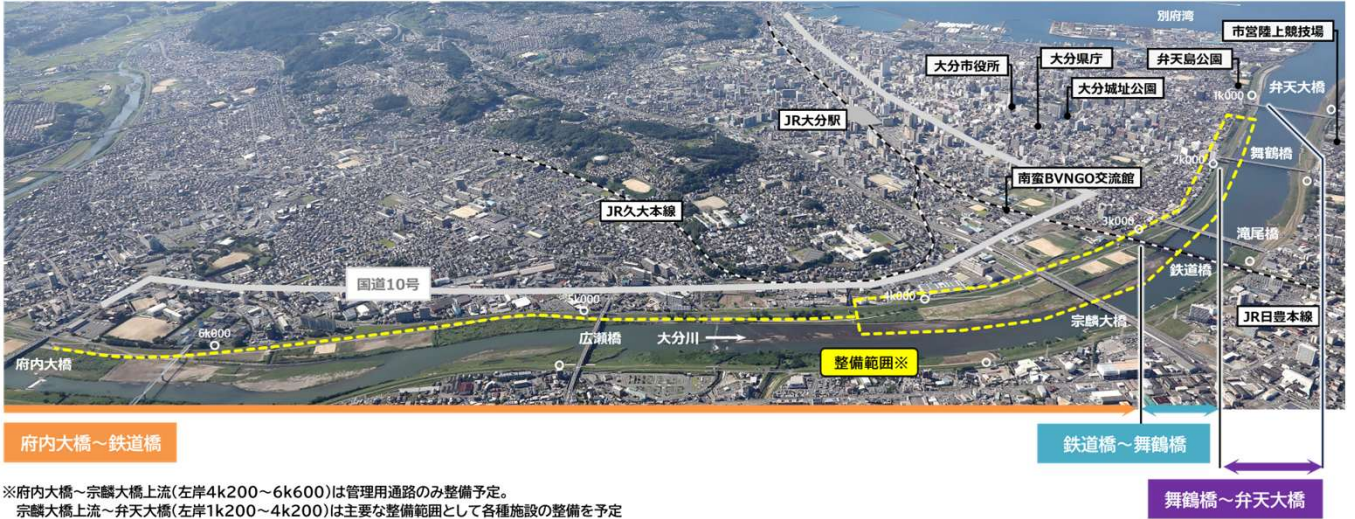 別府湾
市営陸上競技場
大分県庁
弁天島公園
大分市役所
弁天大橋
1k000
大分城址公園
JR大分駅
舞鶴橋
2k000
南蛮BVNGO交流館
JR久大本線
3k000
滝尾橋
鉄道橋
国道10号
4k000
5k000
宗麟大橋
JR日豊本線
6k000
広瀬橋
大分川
府内大橋
整備範囲※
府内大橋～鉄道橋
鉄道橋～舞鶴橋
舞鶴橋～弁天大橋
※府内大橋～宗麟大橋上流(左岸4k200～6k600)は管理用通路のみ整備予定。
宗麟大橋上流～弁天大橋(左岸1k200～4k200)は主要な整備範囲として各種施設の整備を予定